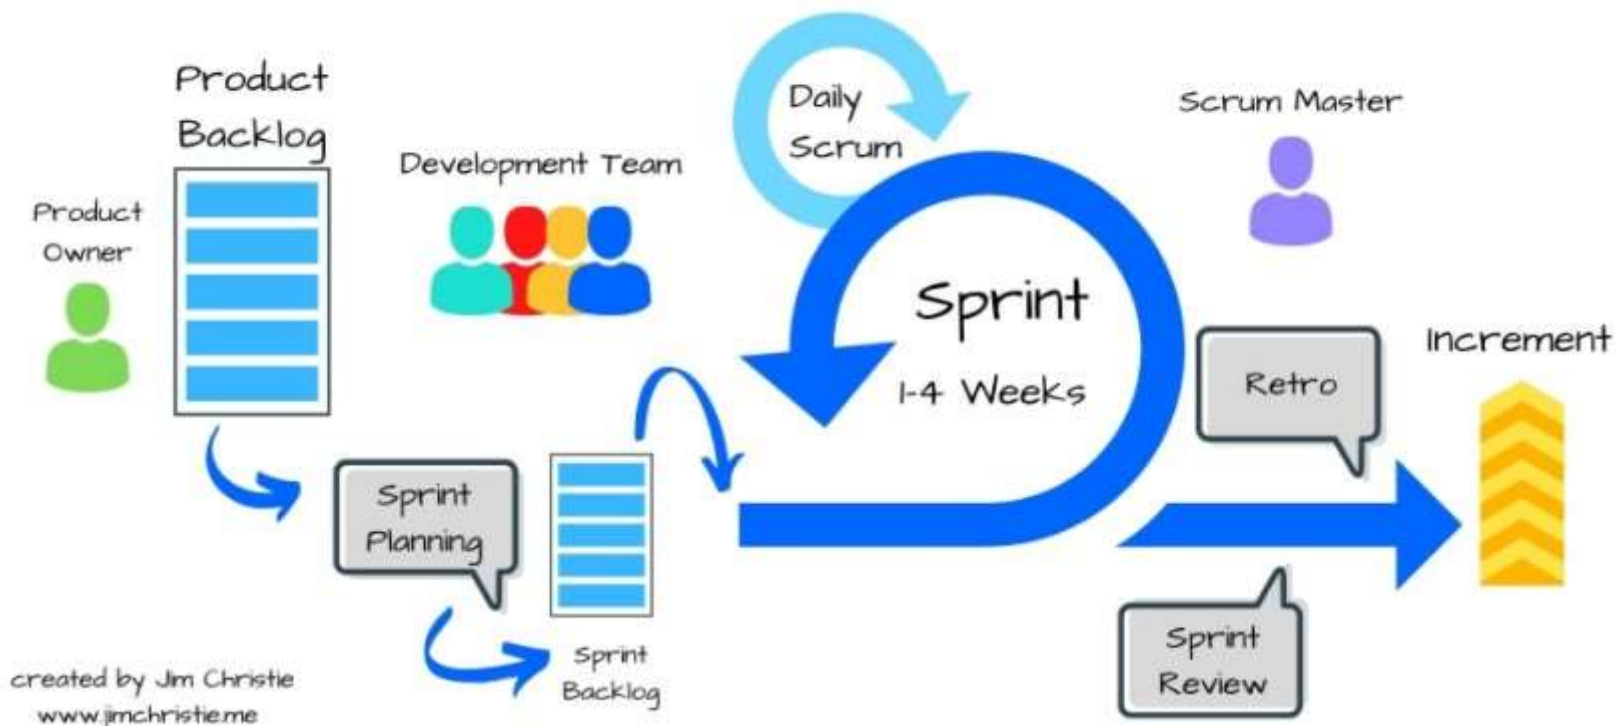 Product
Backlog
Product
Owner
Development Team
Daily
Scrum
Scrum Master
Sprint
1-4 Weeks
Retro
Increment
Sprint
Planning
Sprint
Backlog
Sprint
Review
created by Jim Christie
www.jimchristie.me